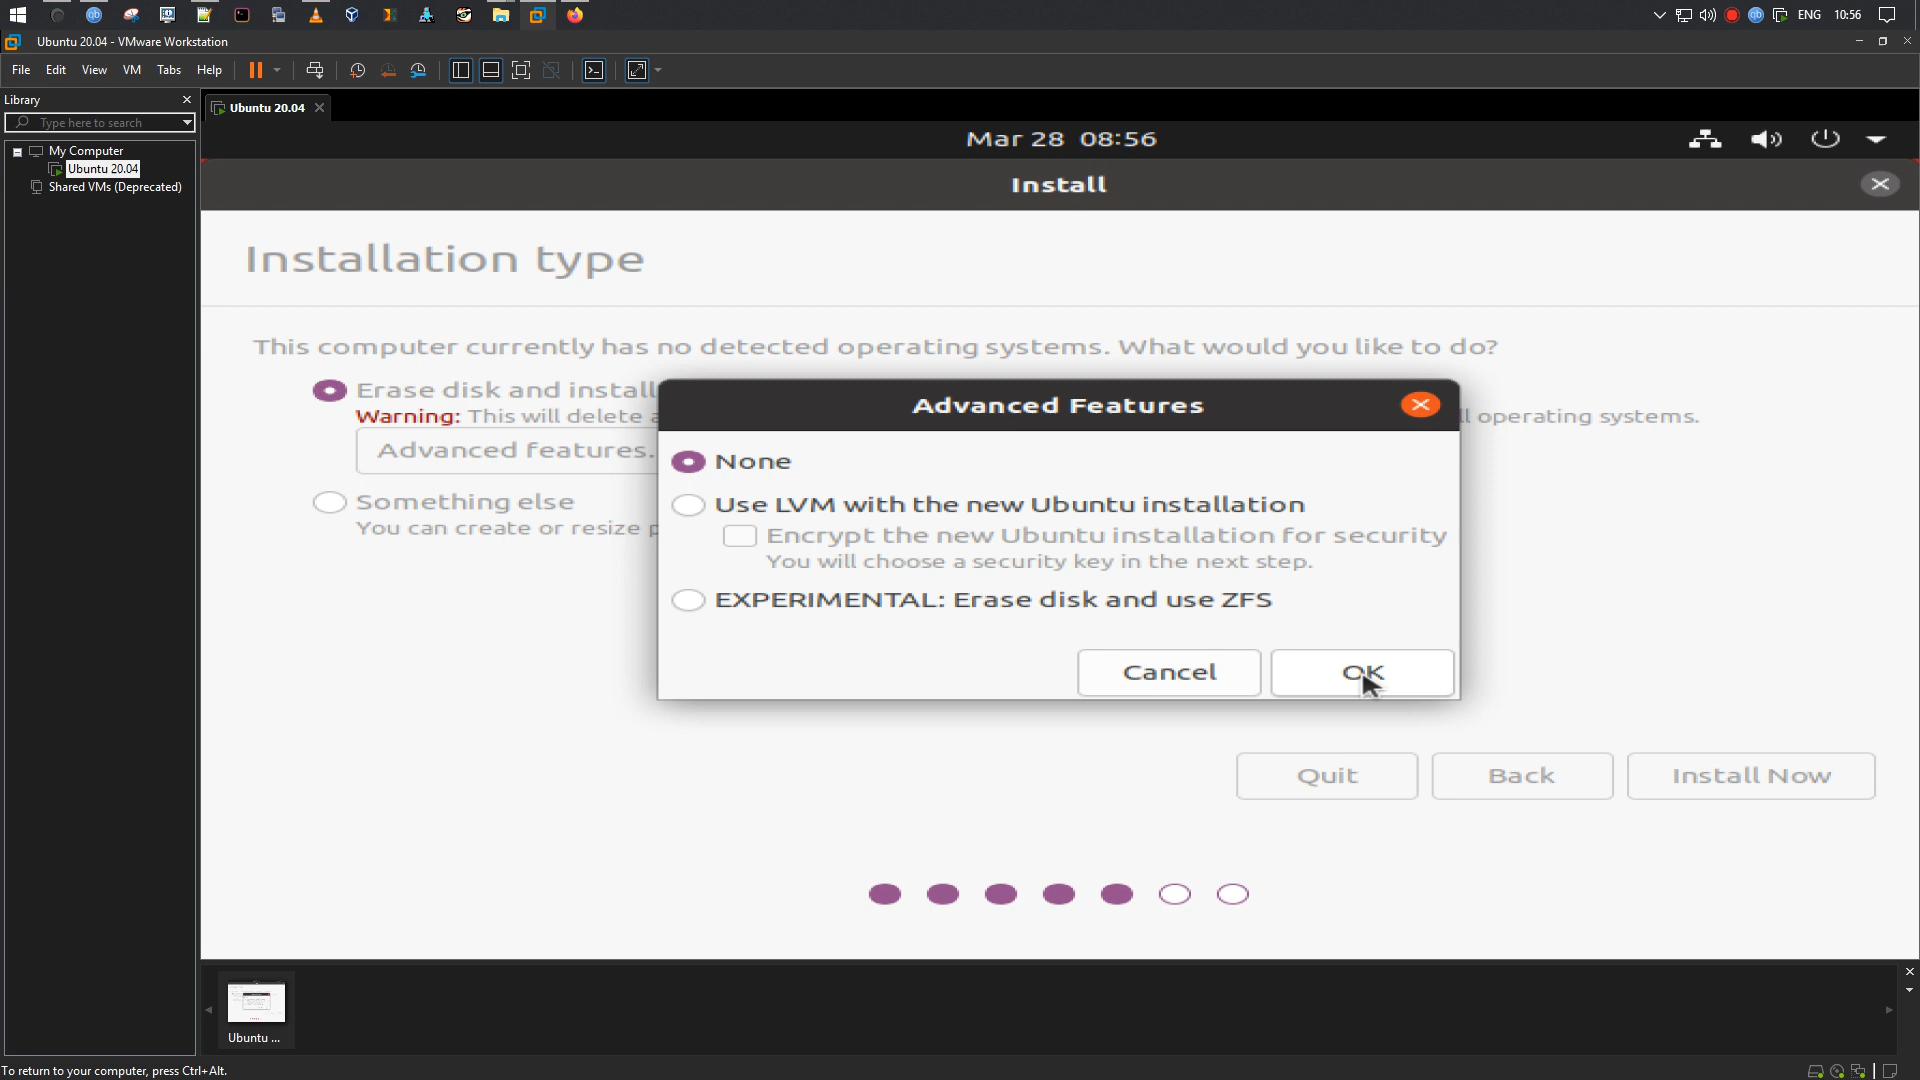 ENG 10:56
Ubuntu 20.04 - VMware Workstation
File Edit View VM Tabs Help
Library
Type here to search
My Computer
Ubuntu 20.04
Shared VMs (Deprecated)
Ubuntu 20.04
Mar 28 08:56
Install
Installation type
This computer currently has no detected operating systems. What would you like to do?
Erase disk and install
Warning: This will delete
ll operating systems.
Advanced features.
Something else
You can create or resize
Advanced Features
None
Use LVM with the new Ubuntu installation
Encrypt the new Ubuntu installation for security
You will choose a security key in the next step.
EXPERIMENTAL: Erase disk and use ZFS
Cancel OK
Quit Back Install Now
Ubuntu ...
To return to your computer, press Ctrl+Alt.